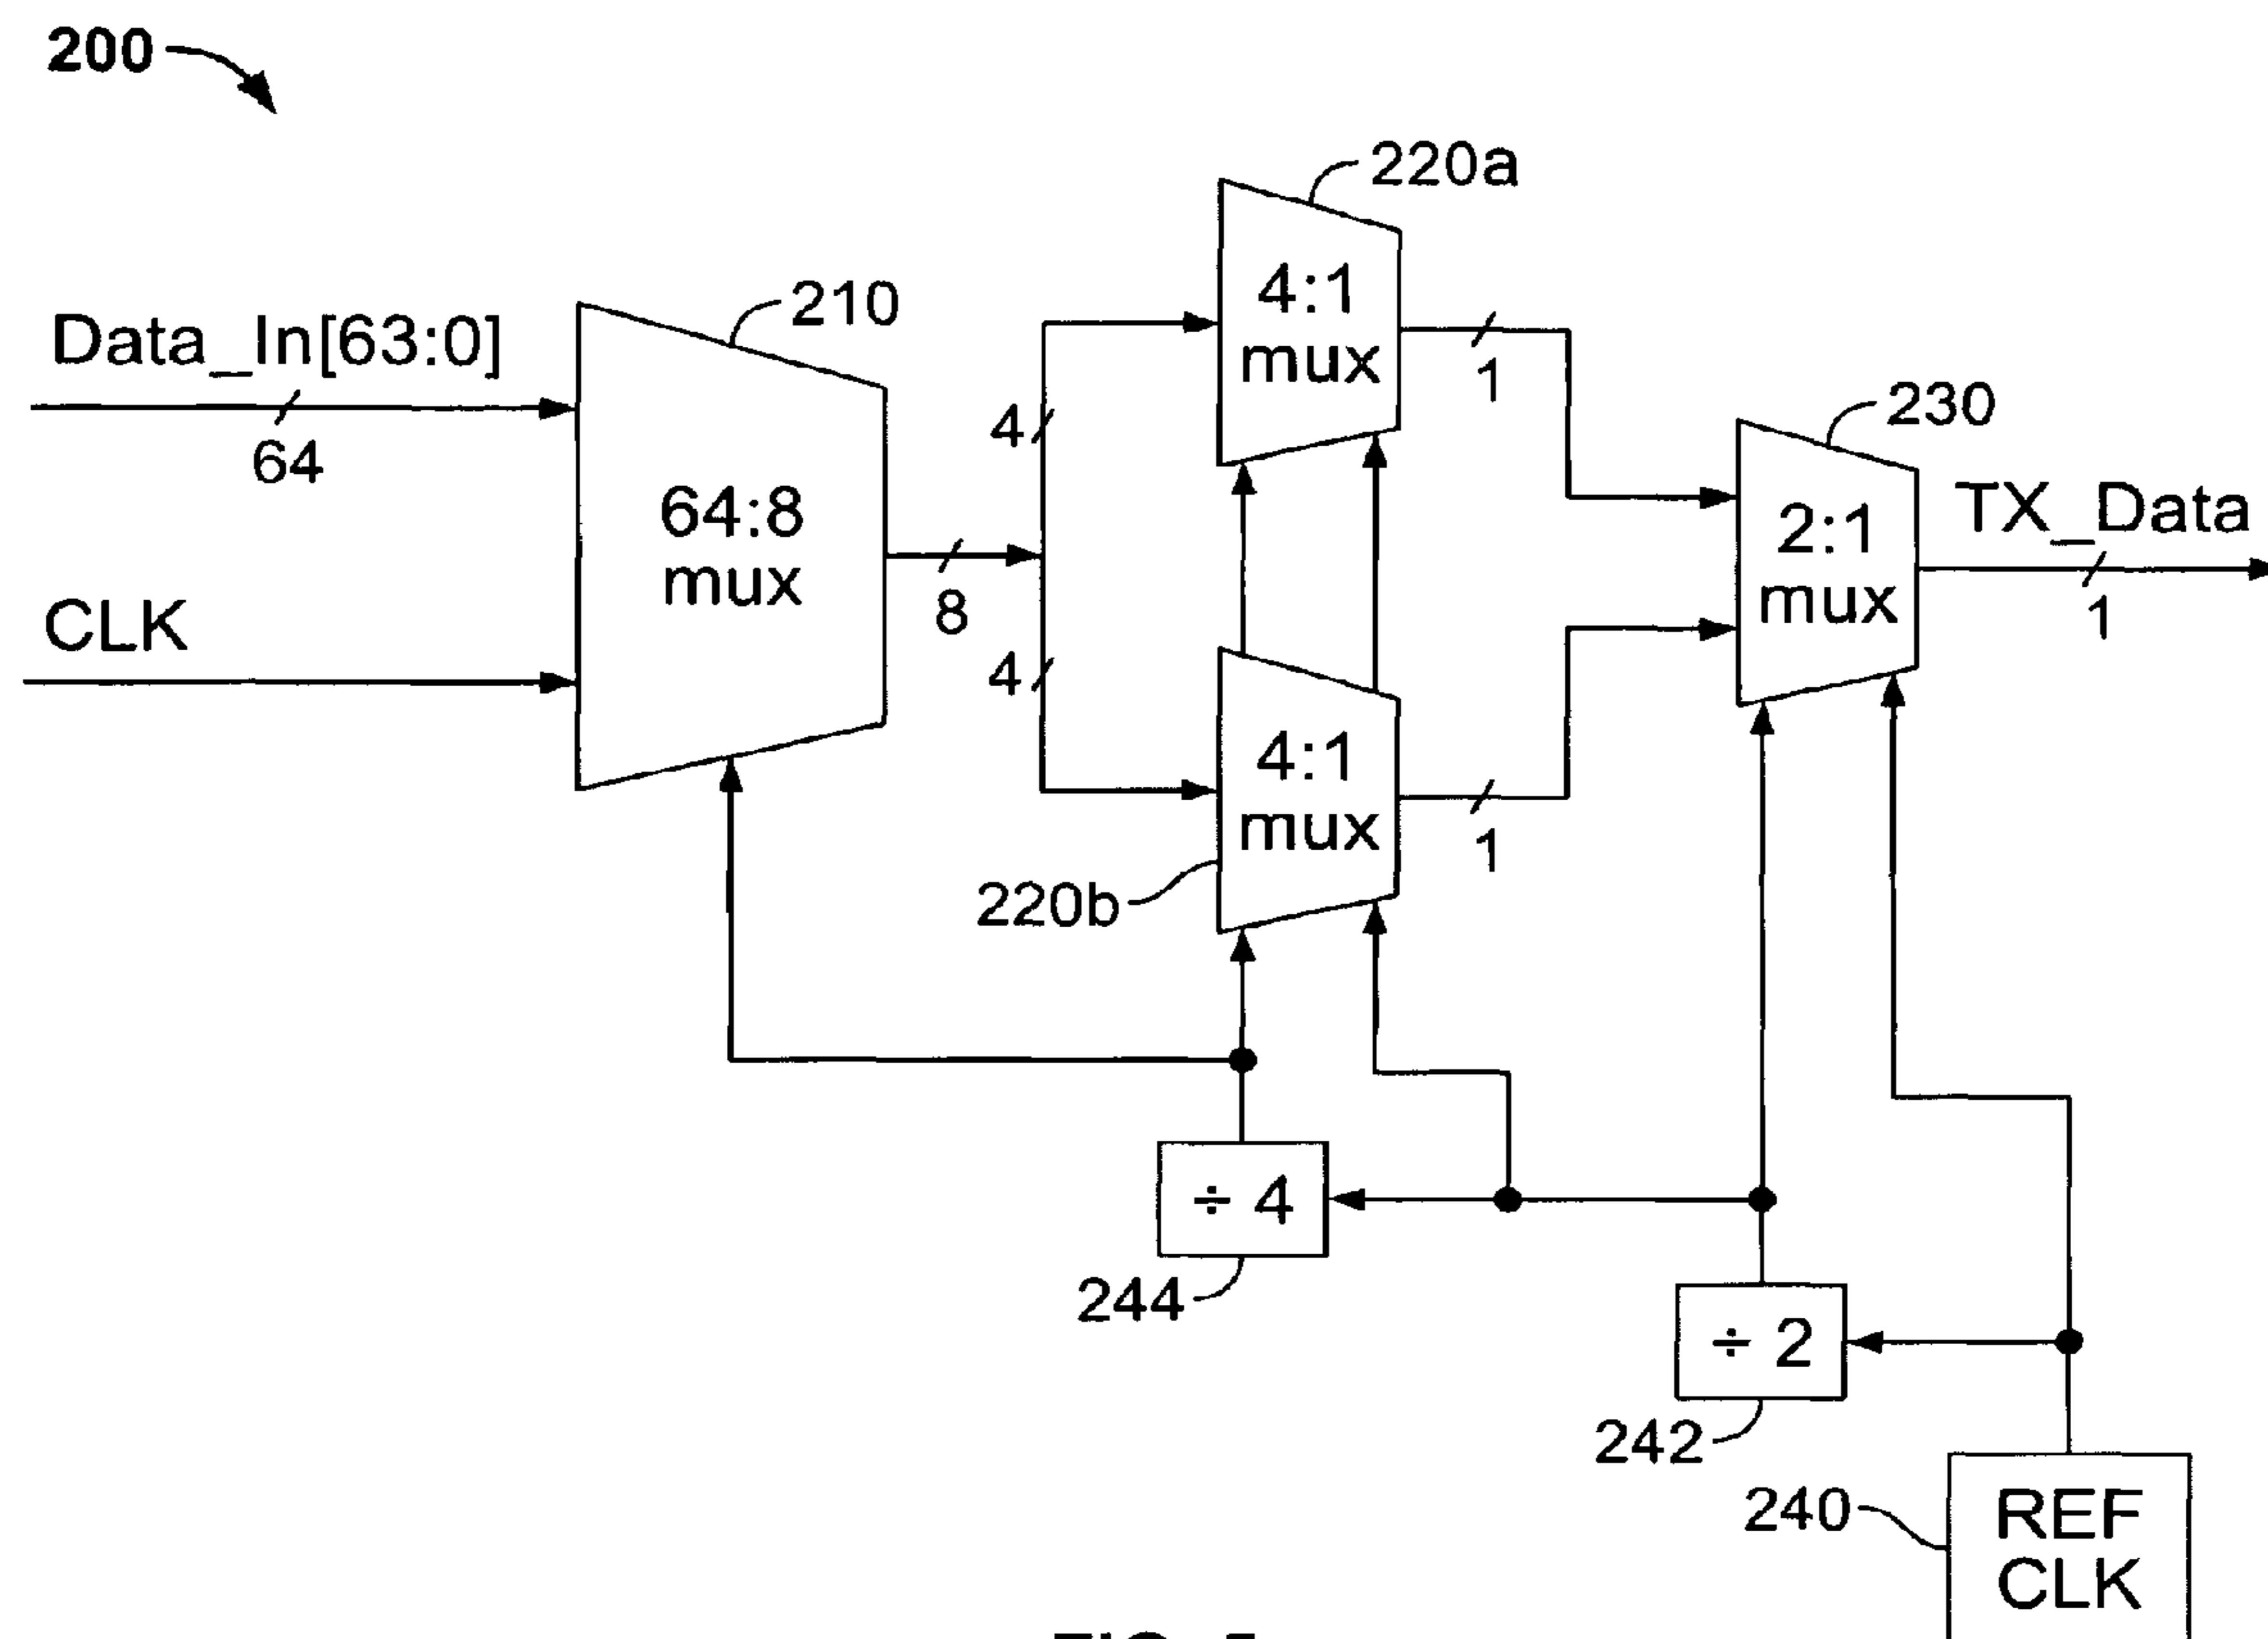 200
220a
4:1
mux
1
210
Data_In[63:0]
64
64:8
mux
CLK
8
4
4
230
2:1
mux
TX_Data
1
4:1
mux
1
220b
÷ 4
244
÷ 2
242
240
REF
CLK